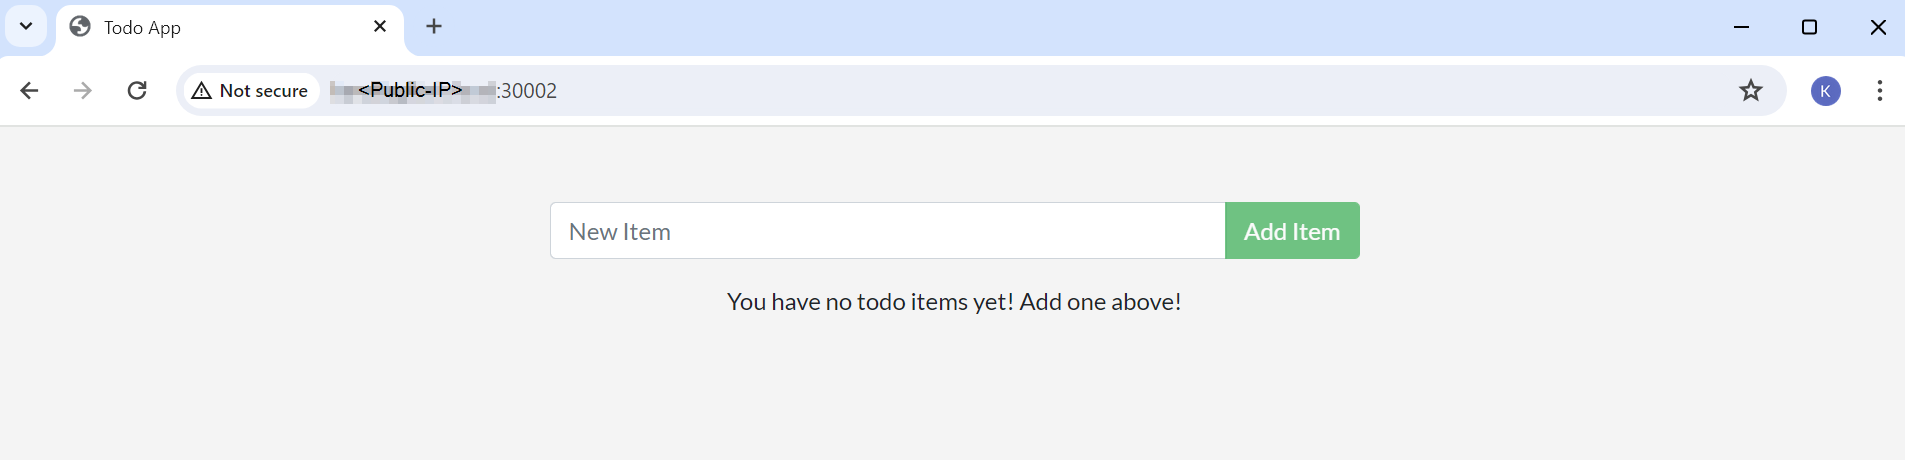 Todo App
Not secure <Public-IP>:30002
K
New Item
Add Item
You have no todo items yet! Add one above!